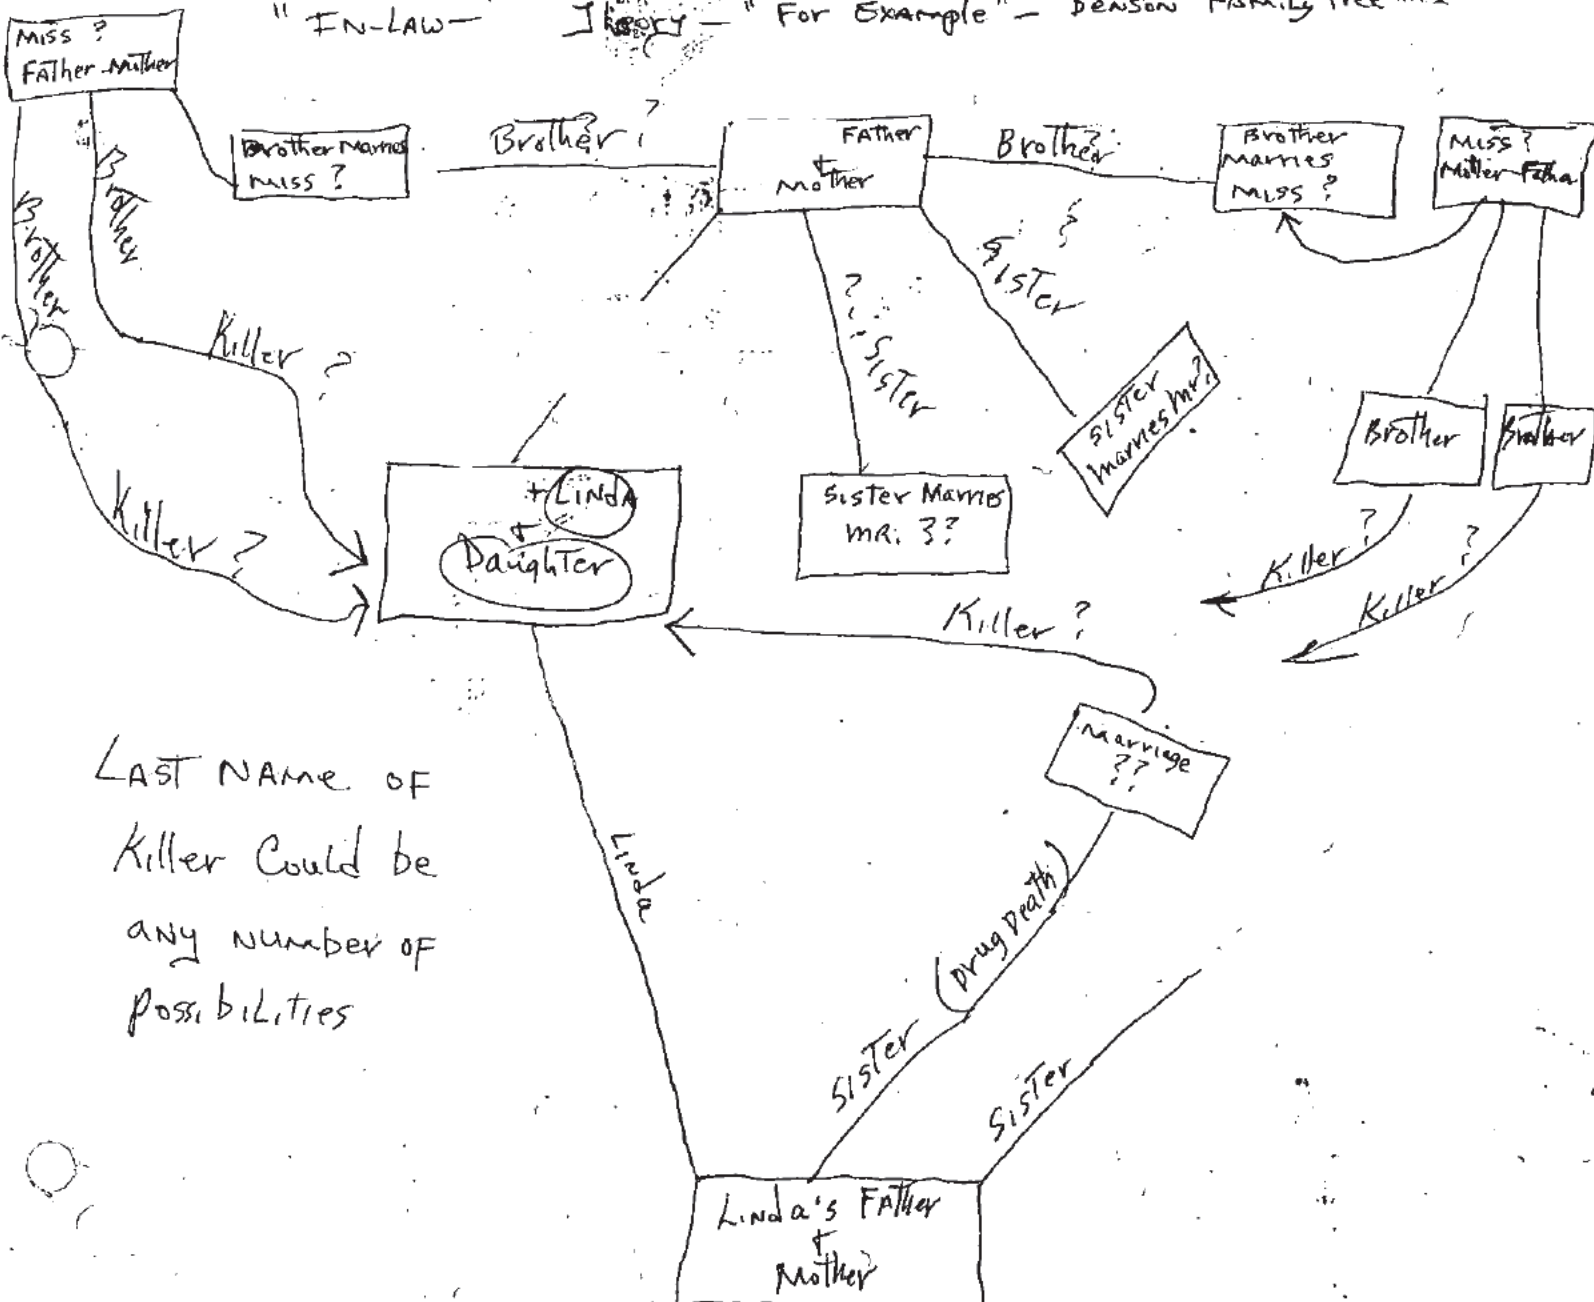 "IN-LAW- Theory - "For Example" - DENSON FAMILY Tree
Miss ?
FATher-Mother
Brother Marries
Miss ?
Brother ?
FATher
+
Mother
Brother ?
Brother
Marries
Miss ?
Miss ?
Mother-Father
Brother
?
Brother
Killer ?
? Sister
?
Sister
Sister
Marries Mr ?
Brother
Brother
+ LINDA
+
DaughTer
Sister Marries
MR. ??
Killer ?
Killer ?
Killer ?
Killer ?
Marriage
??
LAST NAME OF
Killer Could be
any NUMBER OF
possibiLiTies
Linda
SisTer (Drug Death)
SisTer
Linda's FATher
+
Mother